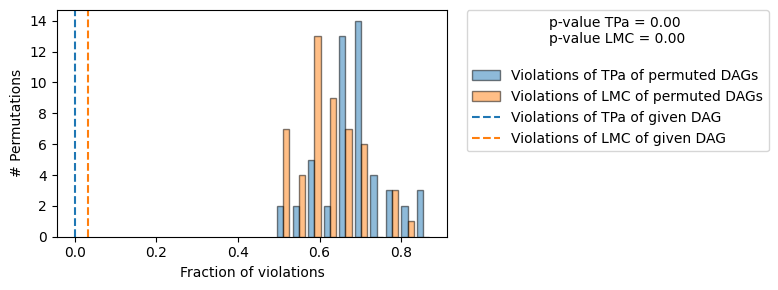 14
12
10
8
6
4
2
0
# Permutations
0.0 0.2 0.4 0.6 0.8
Fraction of violations
p-value TPa = 0.00
p-value LMC = 0.00
Violations of TPa of permuted DAGs
Violations of LMC of permuted DAGs
Violations of TPa of given DAG
Violations of LMC of given DAG